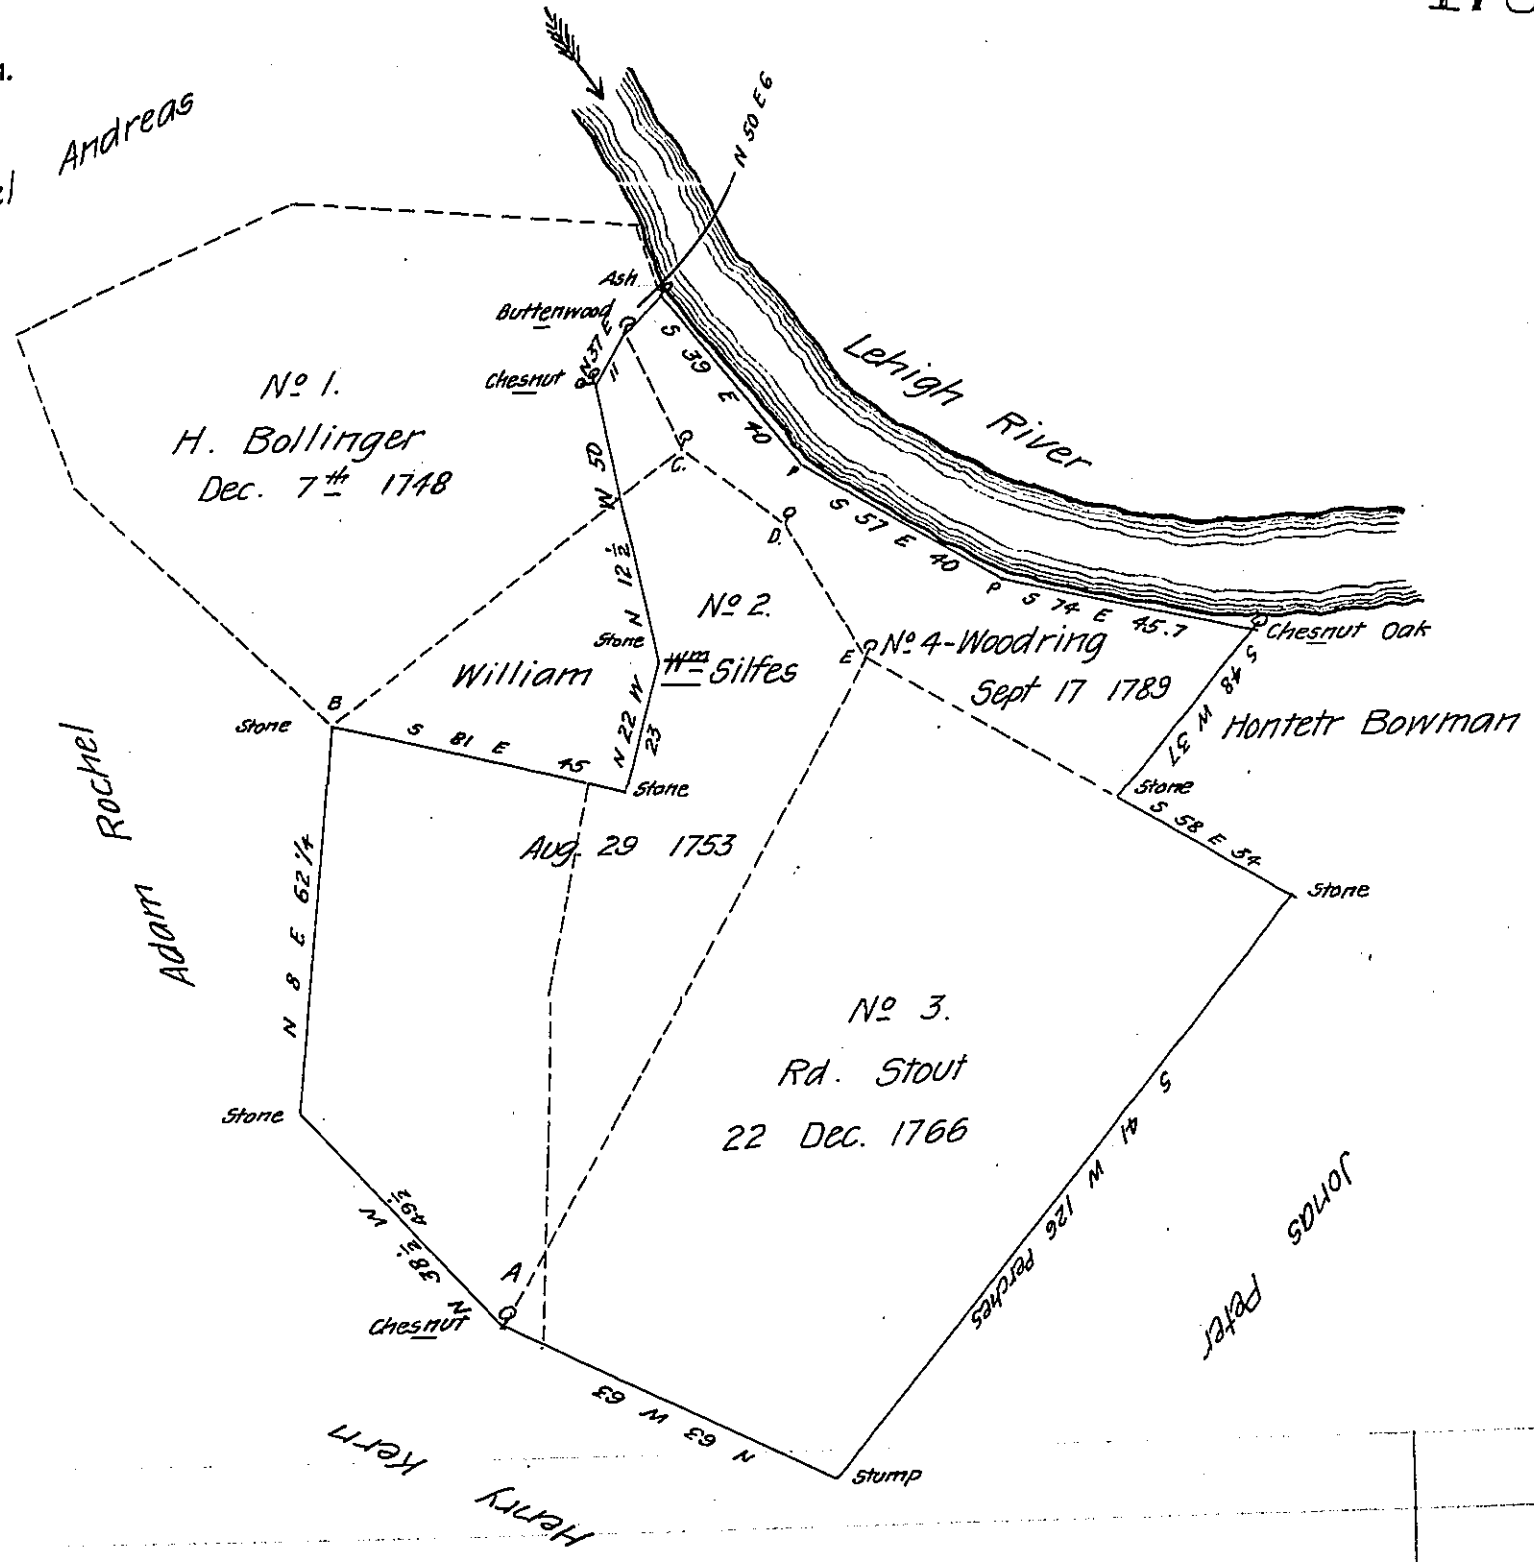 Andreas
N 50 E 6
Ash
Buttenwood
N 37 E
11
Chesnut
S 39 E 40
Lehigh River
Nº 1.
H. Bollinger
Dec. 7th 1748
N 12 ½ W 50
C.
D.
S 57 E 40
P
P
S 74 E 45.7
Chesnut Oak
Nº 2.
Stone
William Wm Silfes
E
Nº 4-Woodring
Sept 17 1789
S 48 W 37
Hontetr Bowman
B
Stone
S 81 E 45
N 22 W
23
Stone
Stone
S 58 E 34
Stone
Aug. 29 1753
Adam Rochel
N 8 E 62 ¼
Nº 3.
Rd. Stout
22 Dec. 1766
Stone
S 41 W 126 Perches
N 38 ½ W 49 ½
A
Chesnut
Peter Jonas
N 63 W 63
Stump
Henry Kern